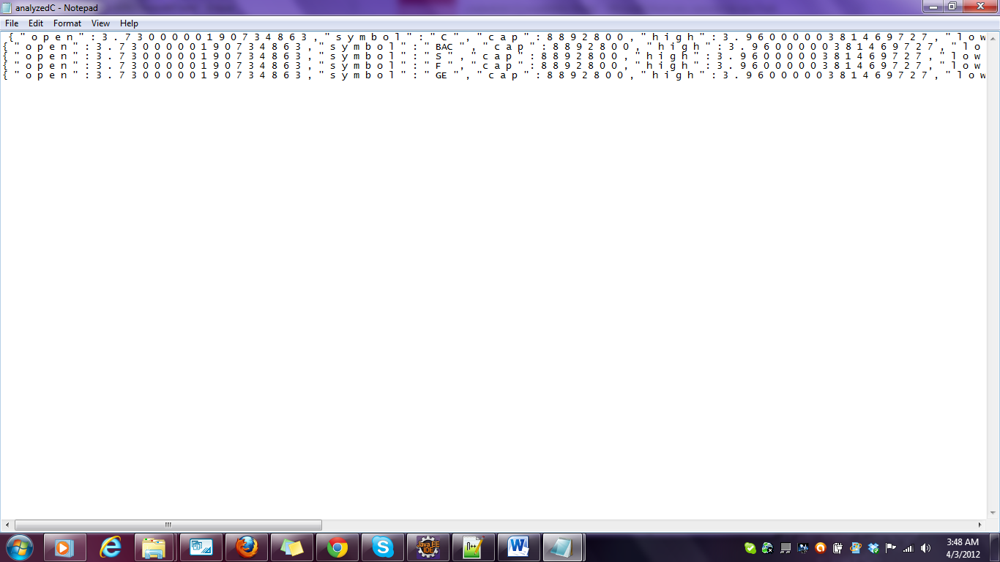 analyzedC - Notepad
File Edit Format View Help
{"open":3.7300000190734863,"symbol":"C","cap":8892800,"high":3.9600000381469727,"low
{"open":3.7300000190734863,"symbol":"BAC","cap":8892800,"high":3.9600000381469727,"lo
{"open":3.7300000190734863,"symbol":"S","cap":8892800,"high":3.9600000381469727,"low
{"open":3.7300000190734863,"symbol":"F","cap":8892800,"high":3.9600000381469727,"low
{"open":3.7300000190734863,"symbol":"GE","cap":8892800,"high":3.9600000381469727,"low
Java EE
IDE
3:48 AM
4/3/2012